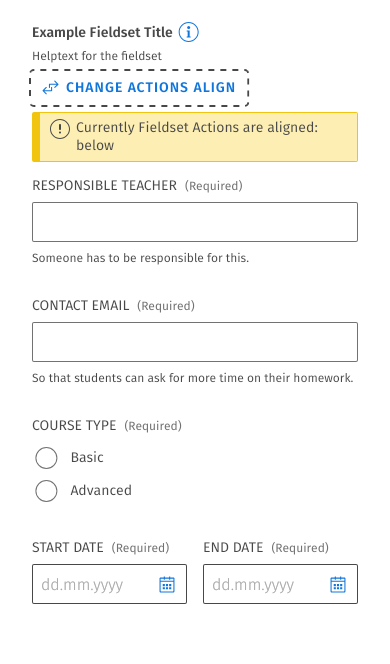 Example Fieldset Title
Helptext for the fieldset
CHANGE ACTIONS ALIGN
Currently Fieldset Actions are aligned:
below
RESPONSIBLE TEACHER (Required)
Someone has to be responsible for this.
CONTACT EMAIL (Required)
So that students can ask for more time on their homework.
COURSE TYPE (Required)
Basic
Advanced
START DATE (Required) END DATE (Required)
dd.mm.yyyy dd.mm.yyyy